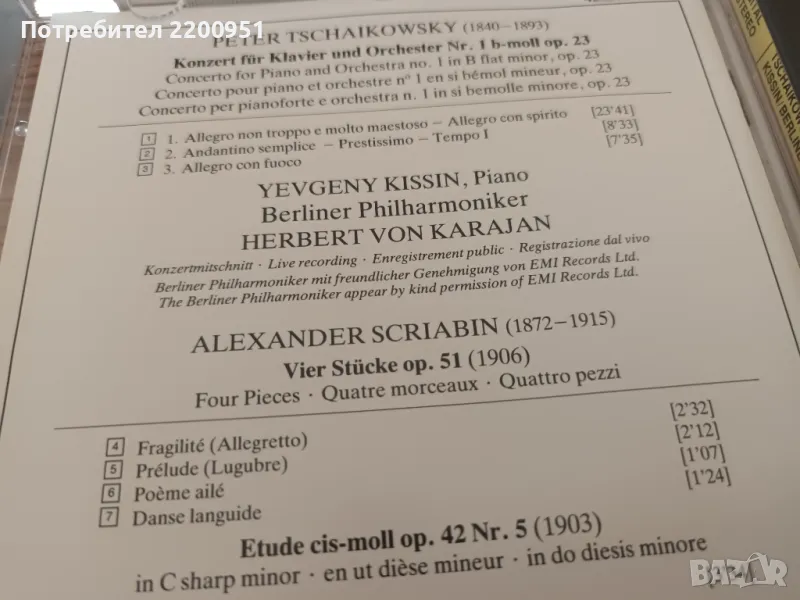 Потребител 2200951
PETER TSCHAIKOWSKY (1840–1893)
Konzert für Klavier und Orchester Nr. 1 b-moll op. 23
Concerto for Piano and Orchestra no. 1 in B flat minor, op. 23
Concerto pour piano et orchestre n° 1 en si bémol mineur, op. 23
Concerto per pianoforte e orchestra n. 1 in si bemolle minore, op. 23
1 1. Allegro non troppo e molto maestoso – Allegro con spirito [23'41]
2 2. Andantino semplice – Prestissimo – Tempo I [8'33]
3 3. Allegro con fuoco [7'35]
YEVGENY KISSIN, Piano
Berliner Philharmoniker
HERBERT VON KARAJAN
Konzertmitschnitt · Live recording · Enregistrement public · Registrazione dal vivo
Berliner Philharmoniker mit freundlicher Genehmigung von EMI Records Ltd.
The Berliner Philharmoniker appear by kind permission of EMI Records Ltd.
ALEXANDER SCRIABIN (1872–1915)
Vier Stücke op. 51 (1906)
Four Pieces · Quatre morceaux · Quattro pezzi
4 Fragilité (Allegretto) [2'32]
5 Prélude (Lugubre) [2'12]
6 Poème ailé [1'07]
7 Danse languide [1'24]
Etude cis-moll op. 42 Nr. 5 (1903)
in C sharp minor · en ut dièse mineur · in do diesis minore
STEREO
KISSIN/BERLIN
BAZAR